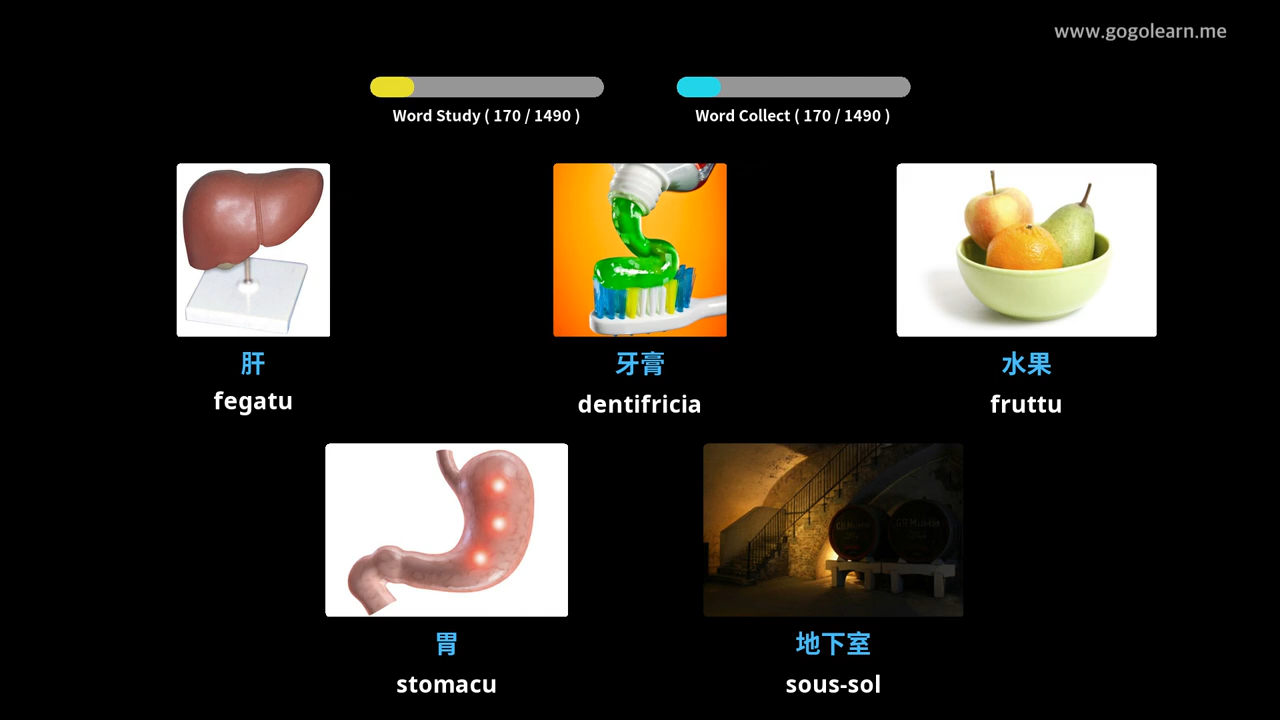 www.gogolearn.me
Word Study ( 170 / 1490 )
Word Collect ( 170 / 1490 )
肝
fegatu
牙膏
dentifricia
水果
fruttu
胃
stomacu
地下室
sous-sol